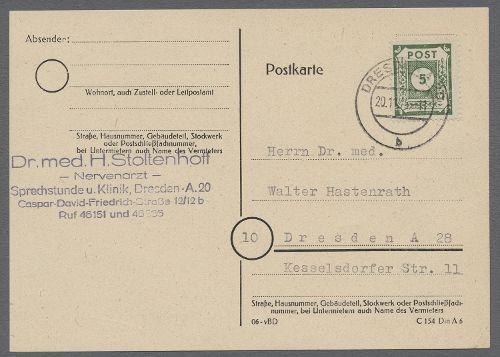 Absender:
Wohnort, auch Zustell- oder Leitpostamt
Straße, Hausnummer, Gebäudeteil, Stockwerk
oder Postschließfachnummer,
bei Untermietern auch Name des Vermieters
Dr. med. H. Stoltenhoff
– Nervenarzt –
Sprechstunde u. Klinik, Dresden-A.20
Caspar-David-Friedrich-Straße 12/12 b
Ruf 46151 und
Postkarte
POST
5
DRES
20.1
b
Herrn Dr. med.
Walter Hastenrath
10 Dresden A 28
Kesselsdorfer Str. 11
Straße, Hausnummer, Gebäudeteil, Stockwerk oder Postschließfach-
nummer, bei Untermietern auch Name des Vermieters
06-vBD
C 154 Din A 6